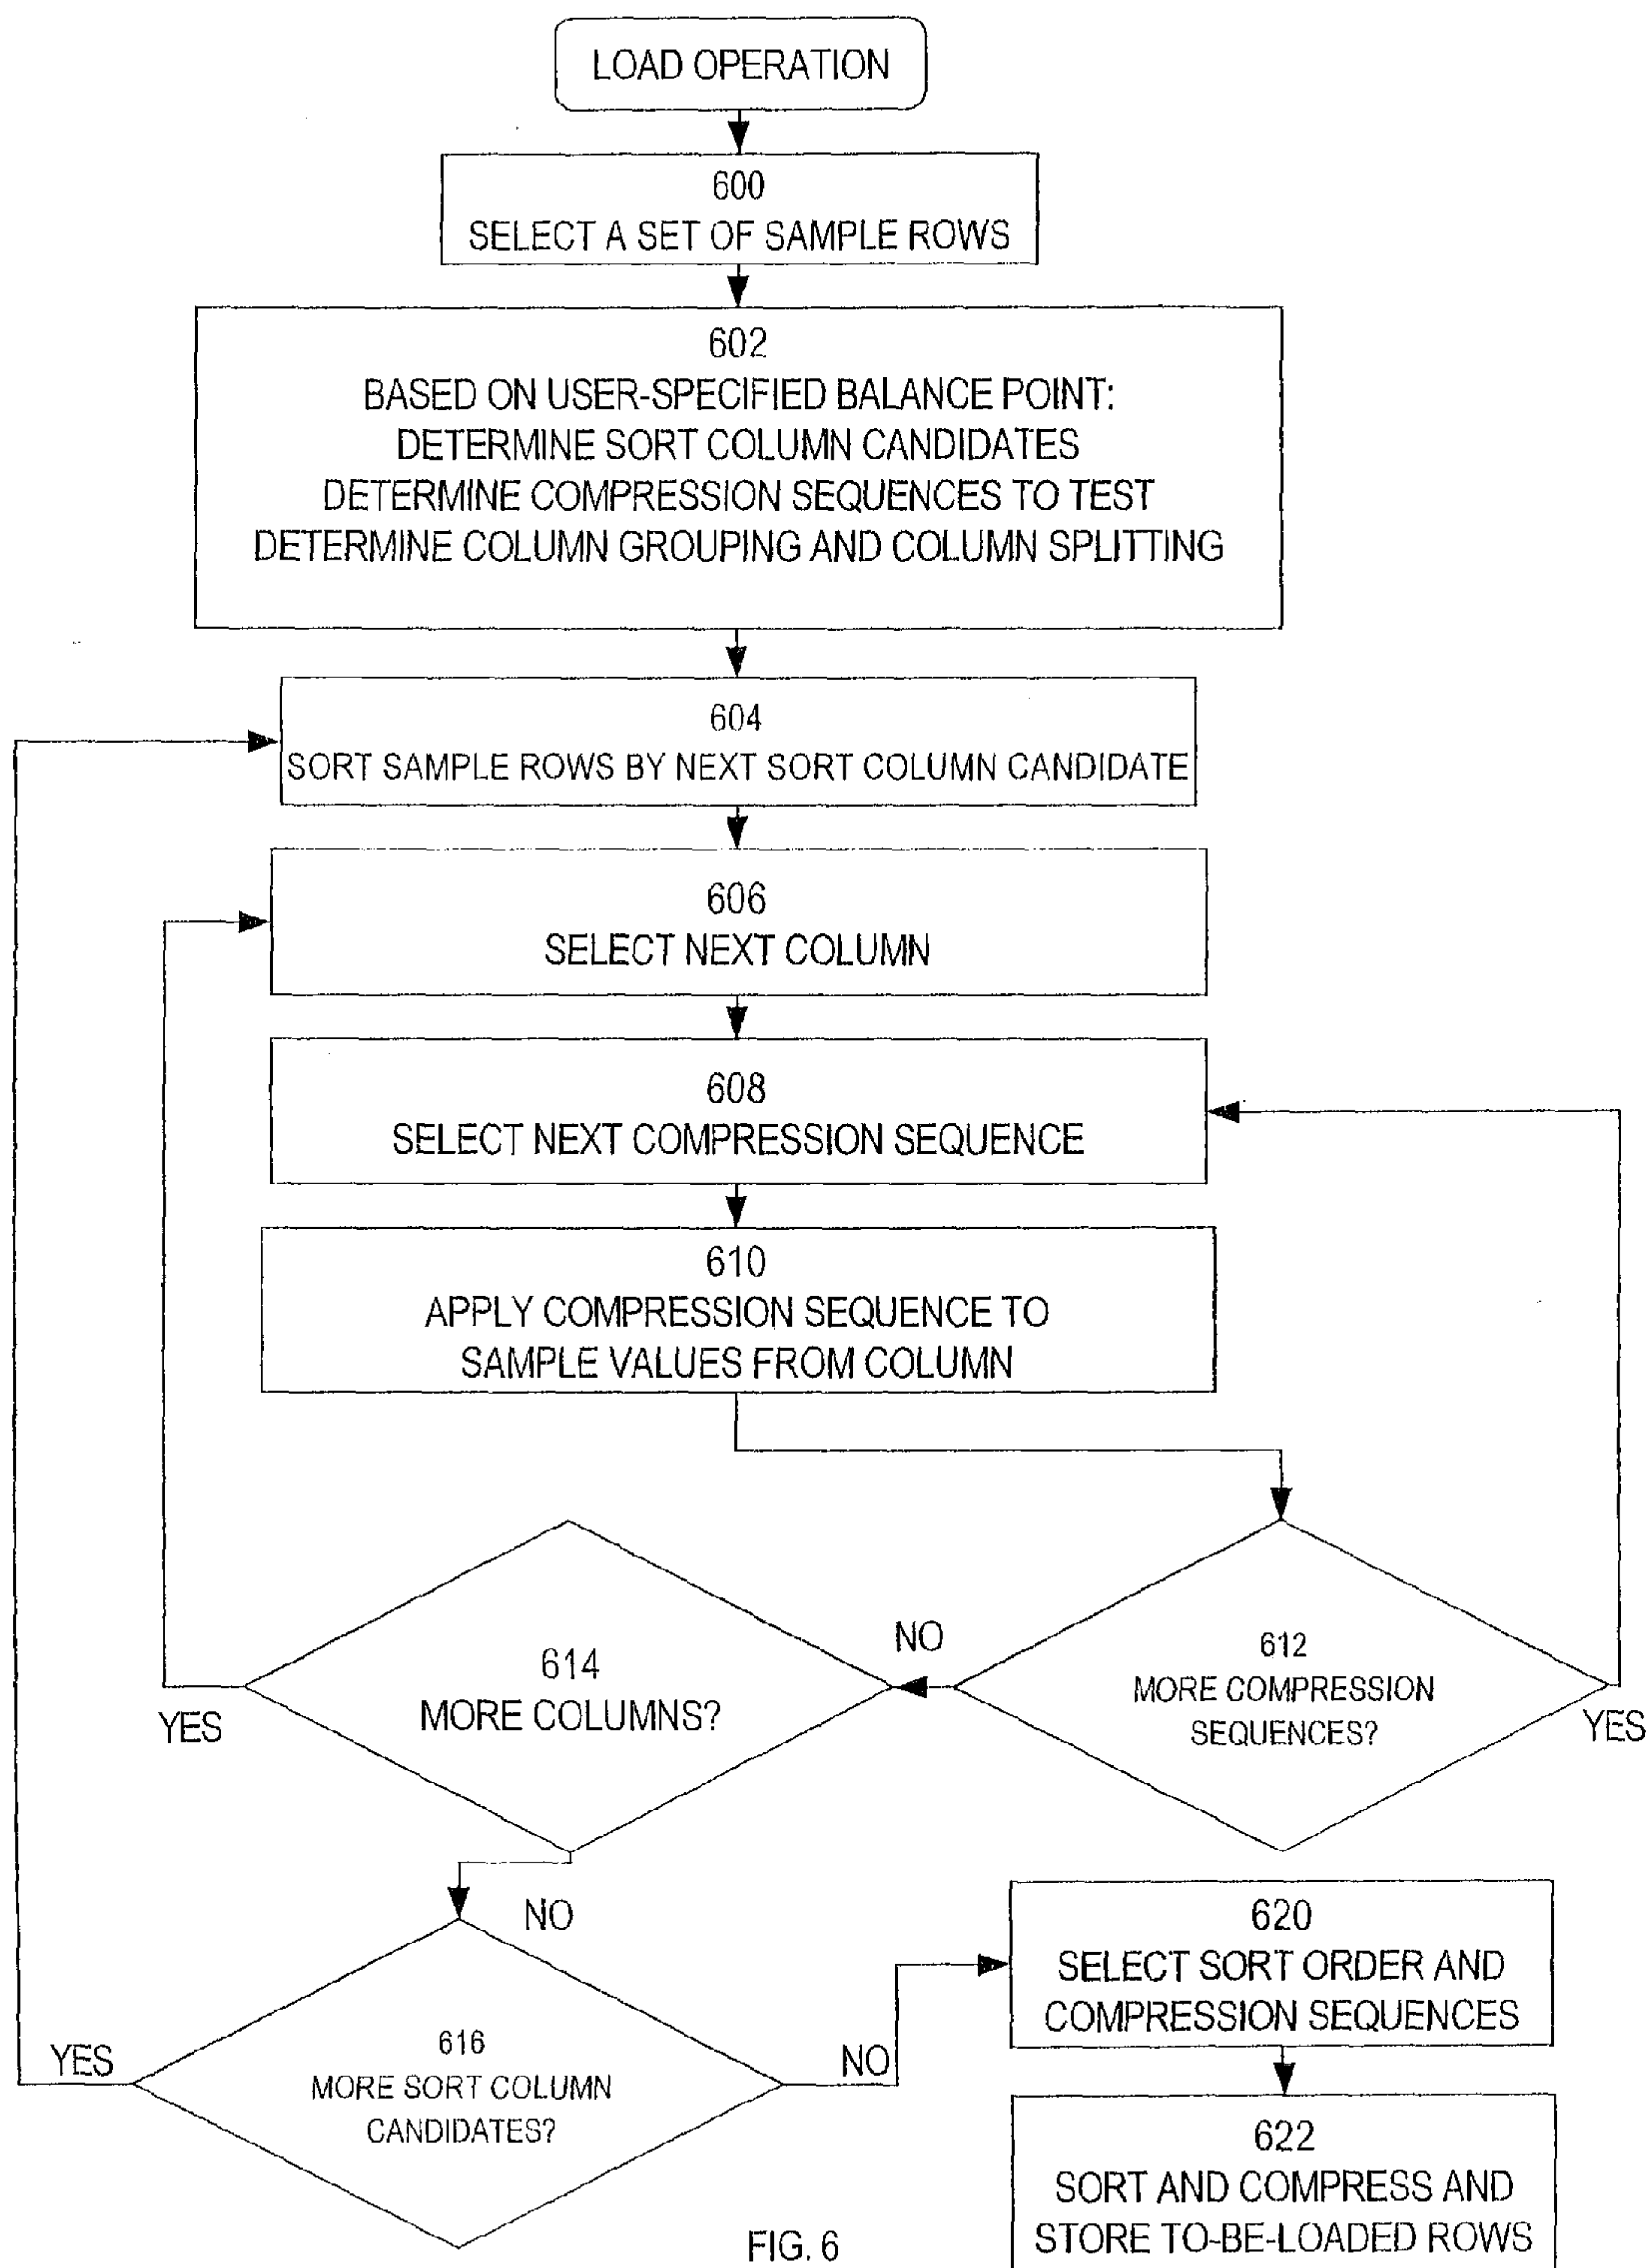 LOAD OPERATION
600
SELECT A SET OF SAMPLE ROWS
602
BASED ON USER-SPECIFIED BALANCE POINT:
DETERMINE SORT COLUMN CANDIDATES
DETERMINE COMPRESSION SEQUENCES TO TEST
DETERMINE COLUMN GROUPING AND COLUMN SPLITTING
604
SORT SAMPLE ROWS BY NEXT SORT COLUMN CANDIDATE
606
SELECT NEXT COLUMN
608
SELECT NEXT COMPRESSION SEQUENCE
610
APPLY COMPRESSION SEQUENCE TO
SAMPLE VALUES FROM COLUMN
612
MORE COMPRESSION
SEQUENCES?
YES
NO
614
MORE COLUMNS?
YES
NO
616
MORE SORT COLUMN
CANDIDATES?
YES
NO
620
SELECT SORT ORDER AND
COMPRESSION SEQUENCES
622
SORT AND COMPRESS AND
STORE TO-BE-LOADED ROWS
FIG. 6